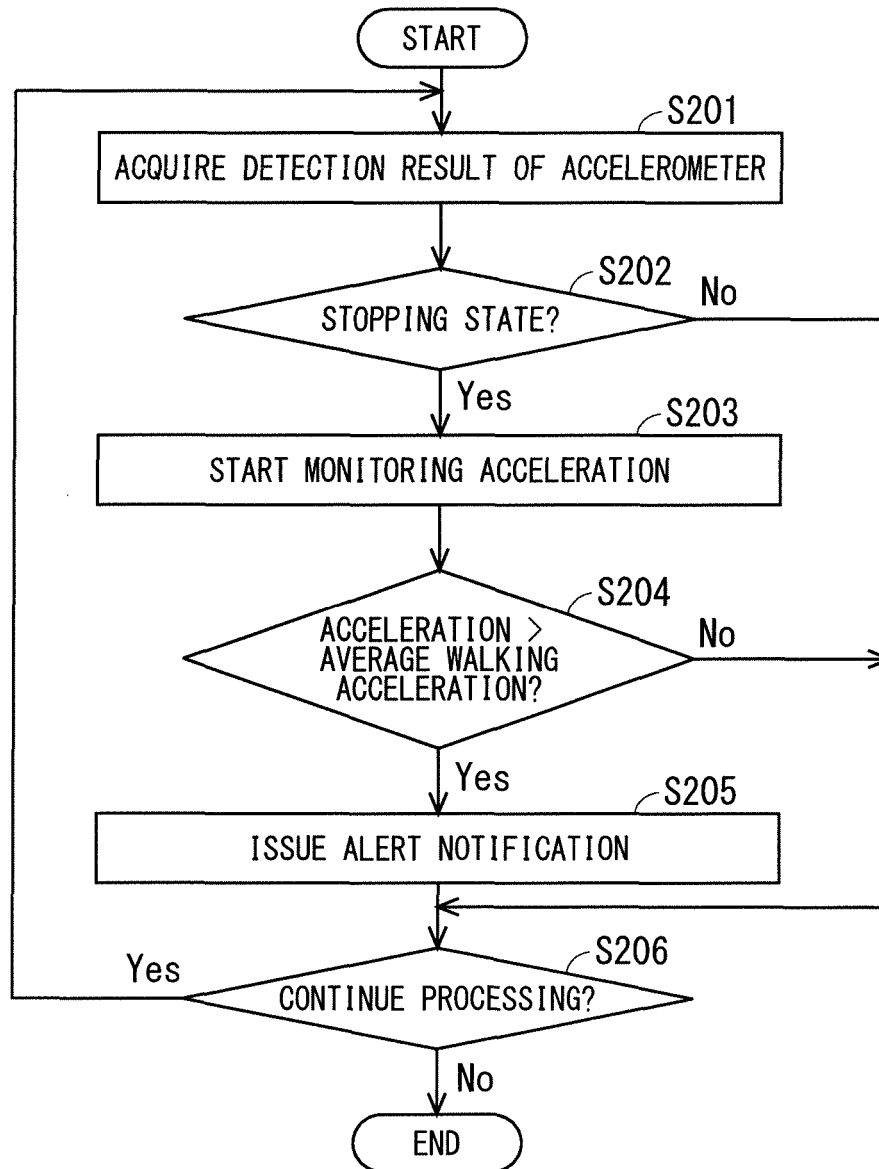 START
S201
ACQUIRE DETECTION RESULT OF ACCELEROMETER
S202
STOPPING STATE?
No
Yes
S203
START MONITORING ACCELERATION
S204
ACCELERATION >
AVERAGE WALKING
ACCELERATION?
No
Yes
S205
ISSUE ALERT NOTIFICATION
S206
Yes
CONTINUE PROCESSING?
No
END